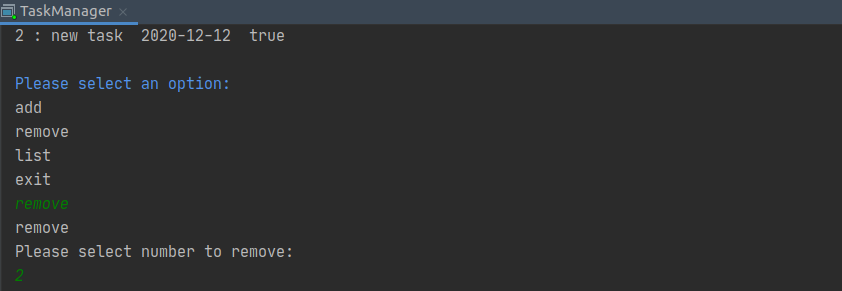 TaskManager
2 : new task  2020-12-12  true
Please select an option:
add
remove
list
exit
remove
remove
Please select number to remove:
2